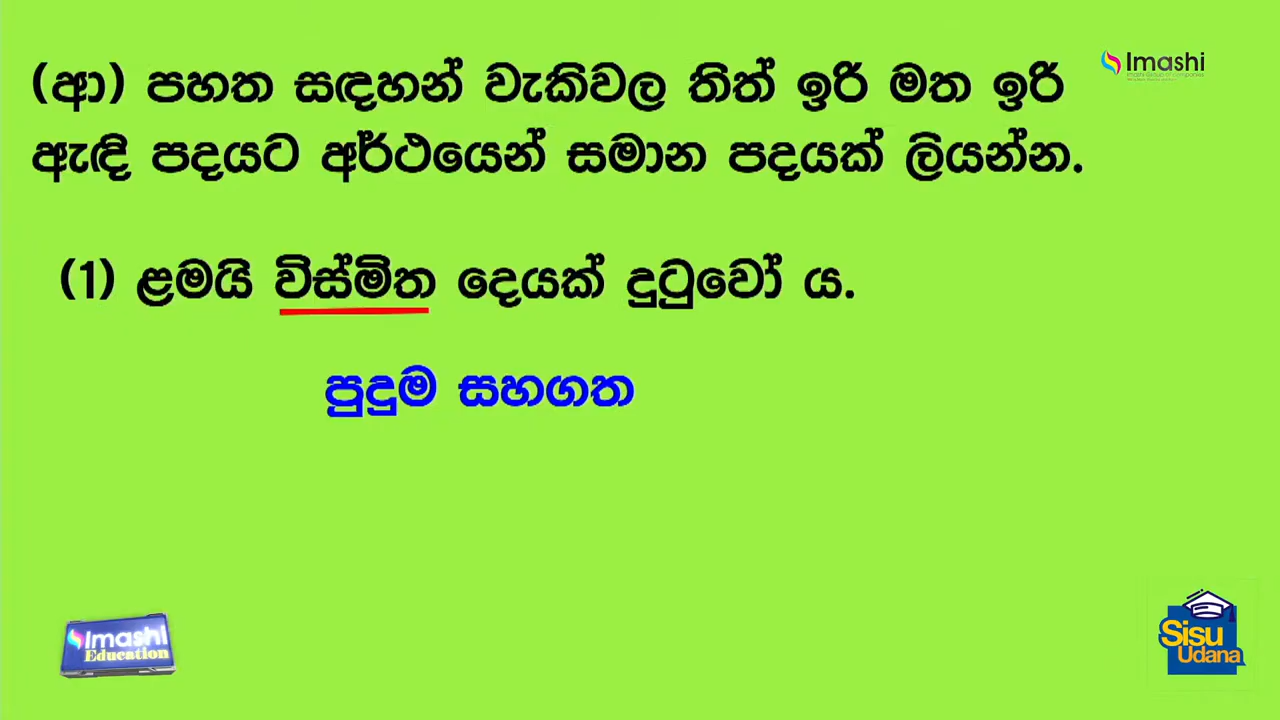 (ආ) පහත සඳහන් වැකිවල තිත් ඉරි මත ඉරි
ඇඳි පදයට අර්ථයෙන් සමාන පදයක් ලියන්න.
Imashi
(1) ළමයි විස්මිත දෙයක් දුටුවෝ ය.
පුදුම සහගත
Imashi
Education
Sisu
Udana